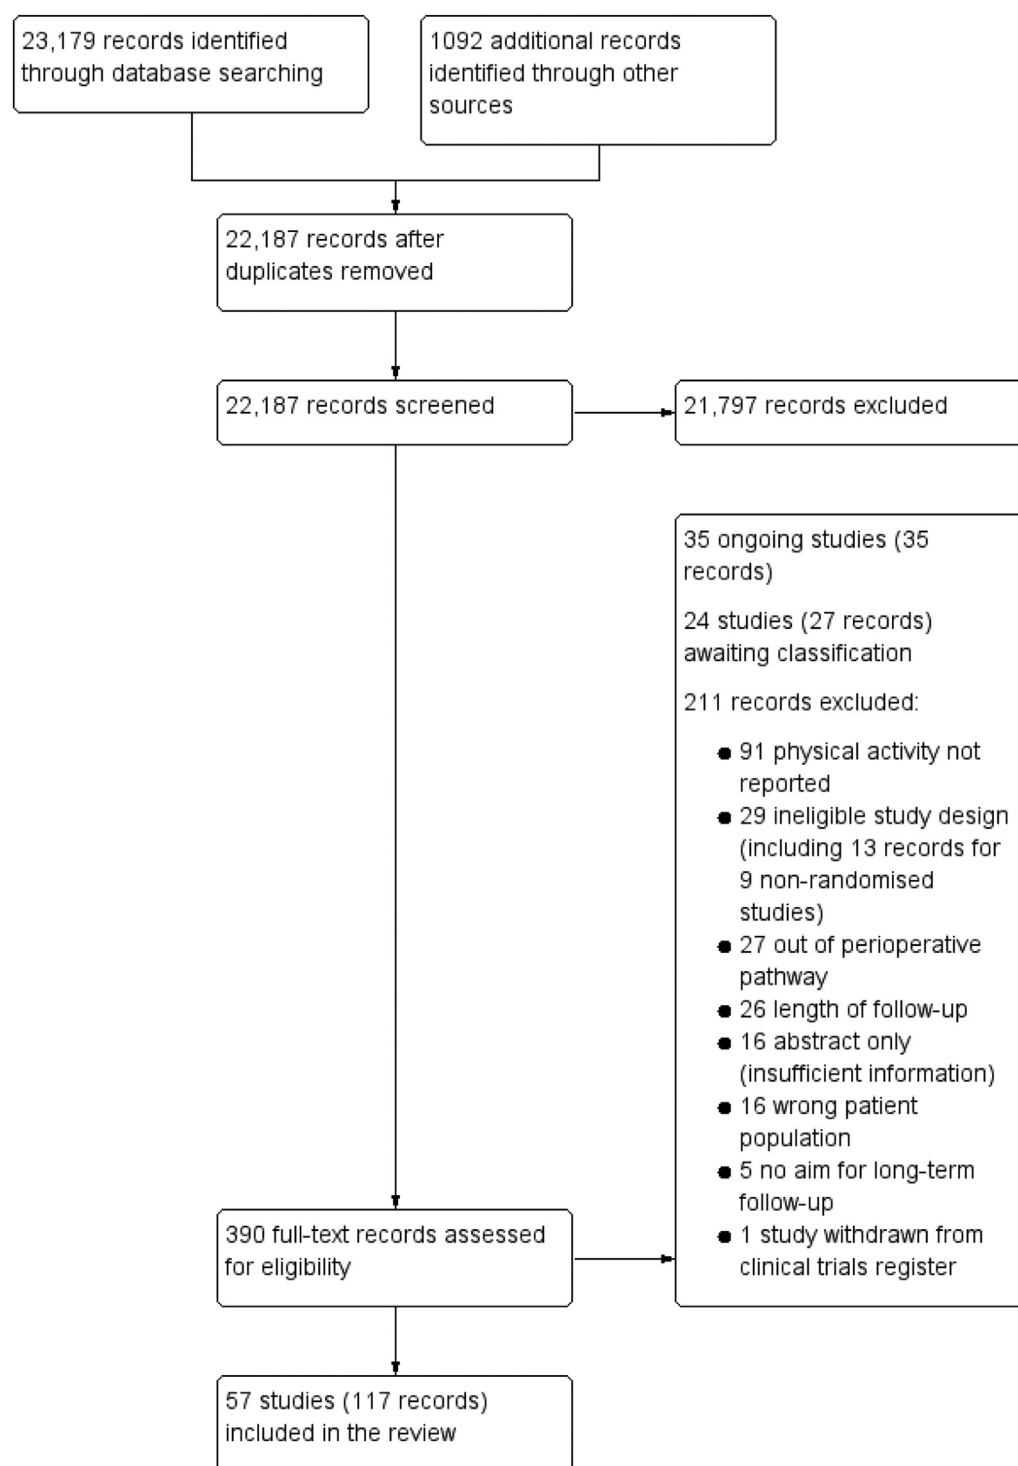 23,179 records identified
through database searching
1092 additional records
identified through other
sources
22,187 records after
duplicates removed
22,187 records screened
21,797 records excluded
35 ongoing studies (35
records)
24 studies (27 records)
awaiting classification
211 records excluded:
● 91 physical activity not
reported
● 29 ineligible study design
(including 13 records for
9 non-randomised
studies)
● 27 out of perioperative
pathway
● 26 length of follow-up
● 16 abstract only
(insufficient information)
● 16 wrong patient
population
● 5 no aim for long-term
follow-up
● 1 study withdrawn from
clinical trials register
390 full-text records assessed
for eligibility
57 studies (117 records)
included in the review